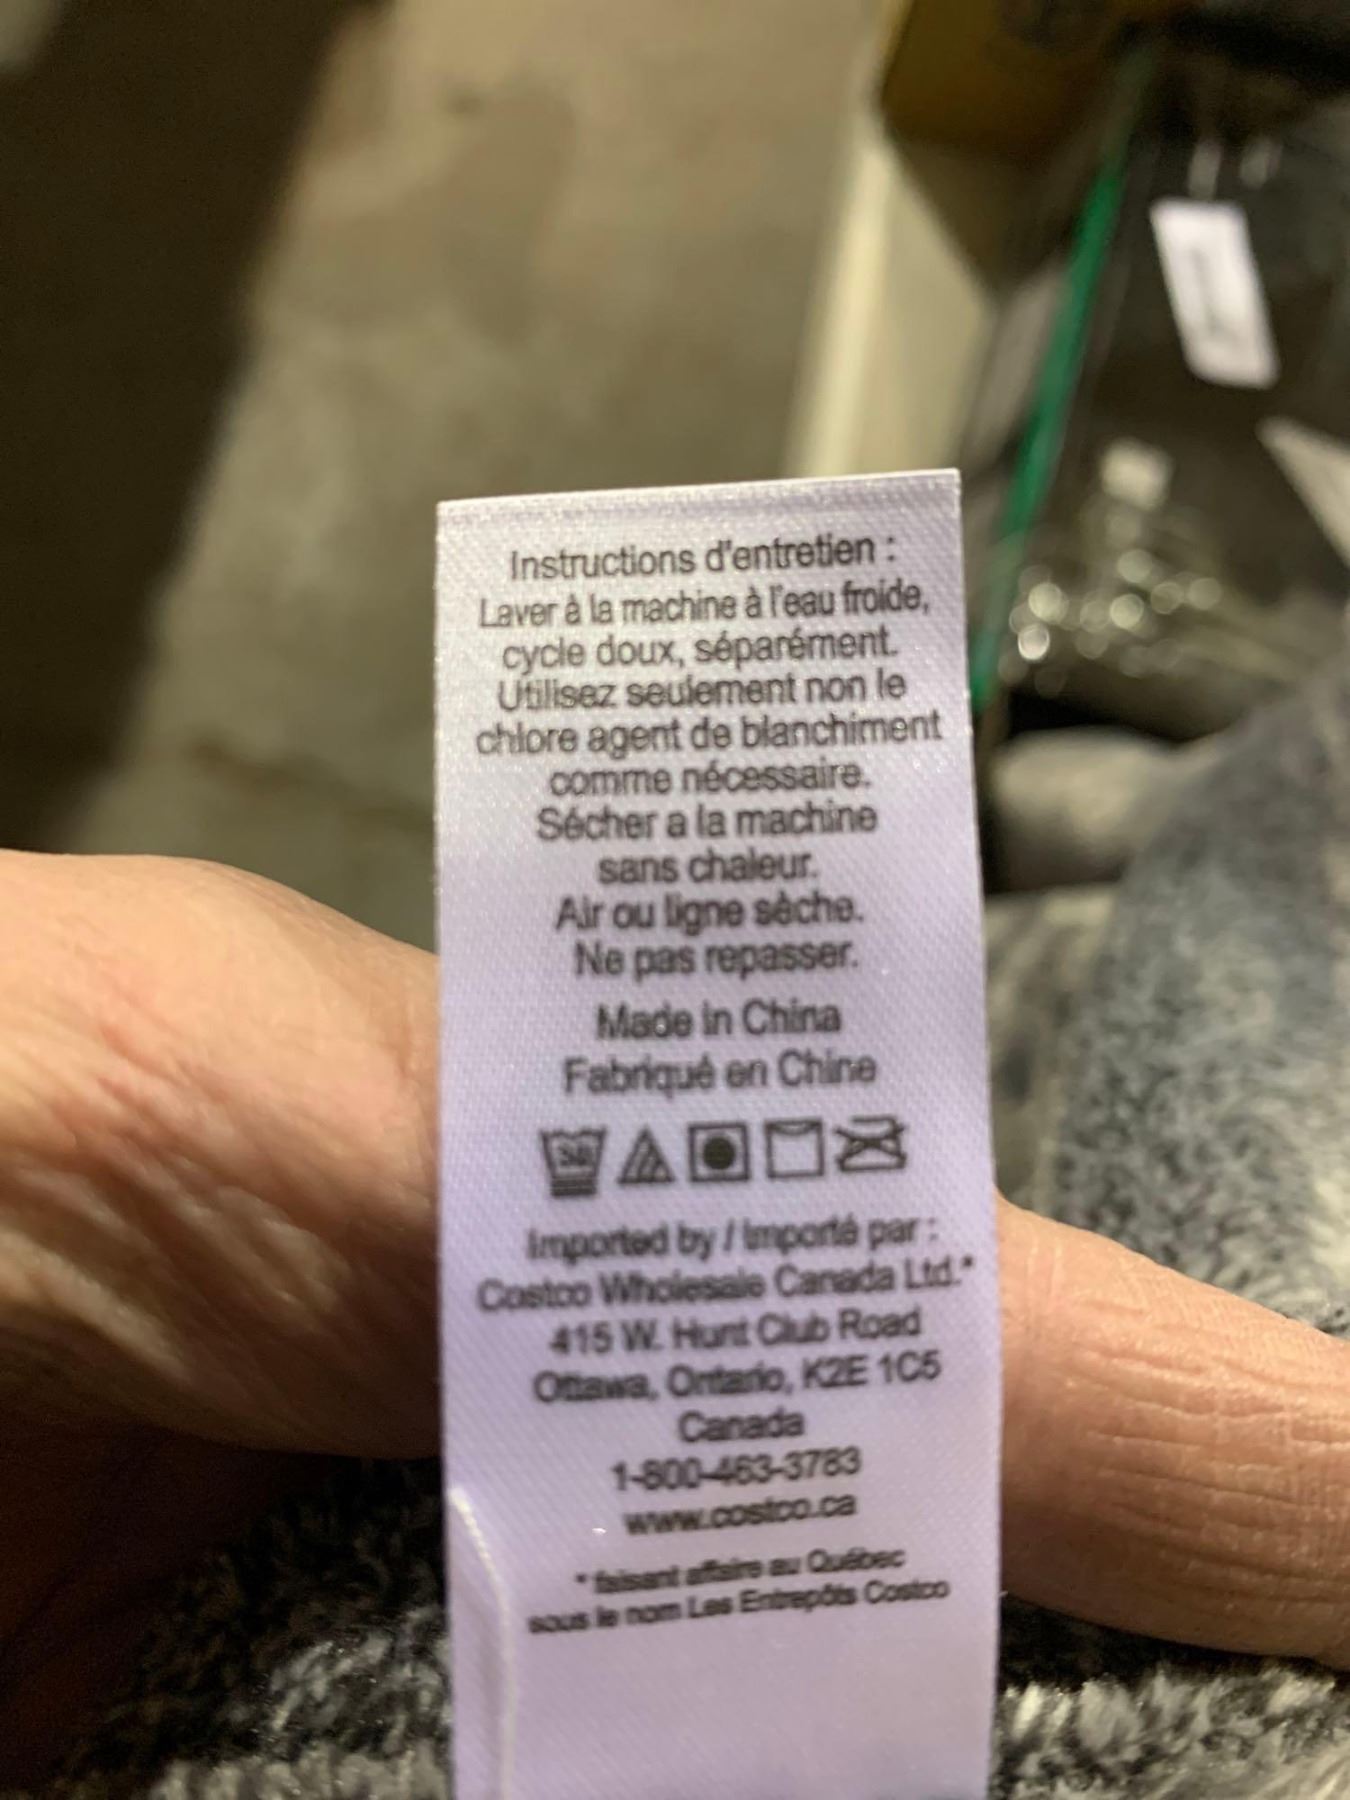 Instructions d'entretien :
Laver à la machine à l'eau froide,
cycle doux, séparément.
Utilisez seulement non le
chlore agent de blanchiment
comme nécessaire.
Sécher a la machine
sans chaleur.
Air ou ligne sèche.
Ne pas repasser.
Made in China
Fabriqué en Chine
30
Imported by / Importé par :
Costco Wholesale Canada Ltd.*
415 W. Hunt Club Road
Ottawa, Ontario, K2E 1C5
Canada
1-800-463-3783
www.costco.ca
* faisant affaire au Québec
sous le nom Les Entrepôts Costco